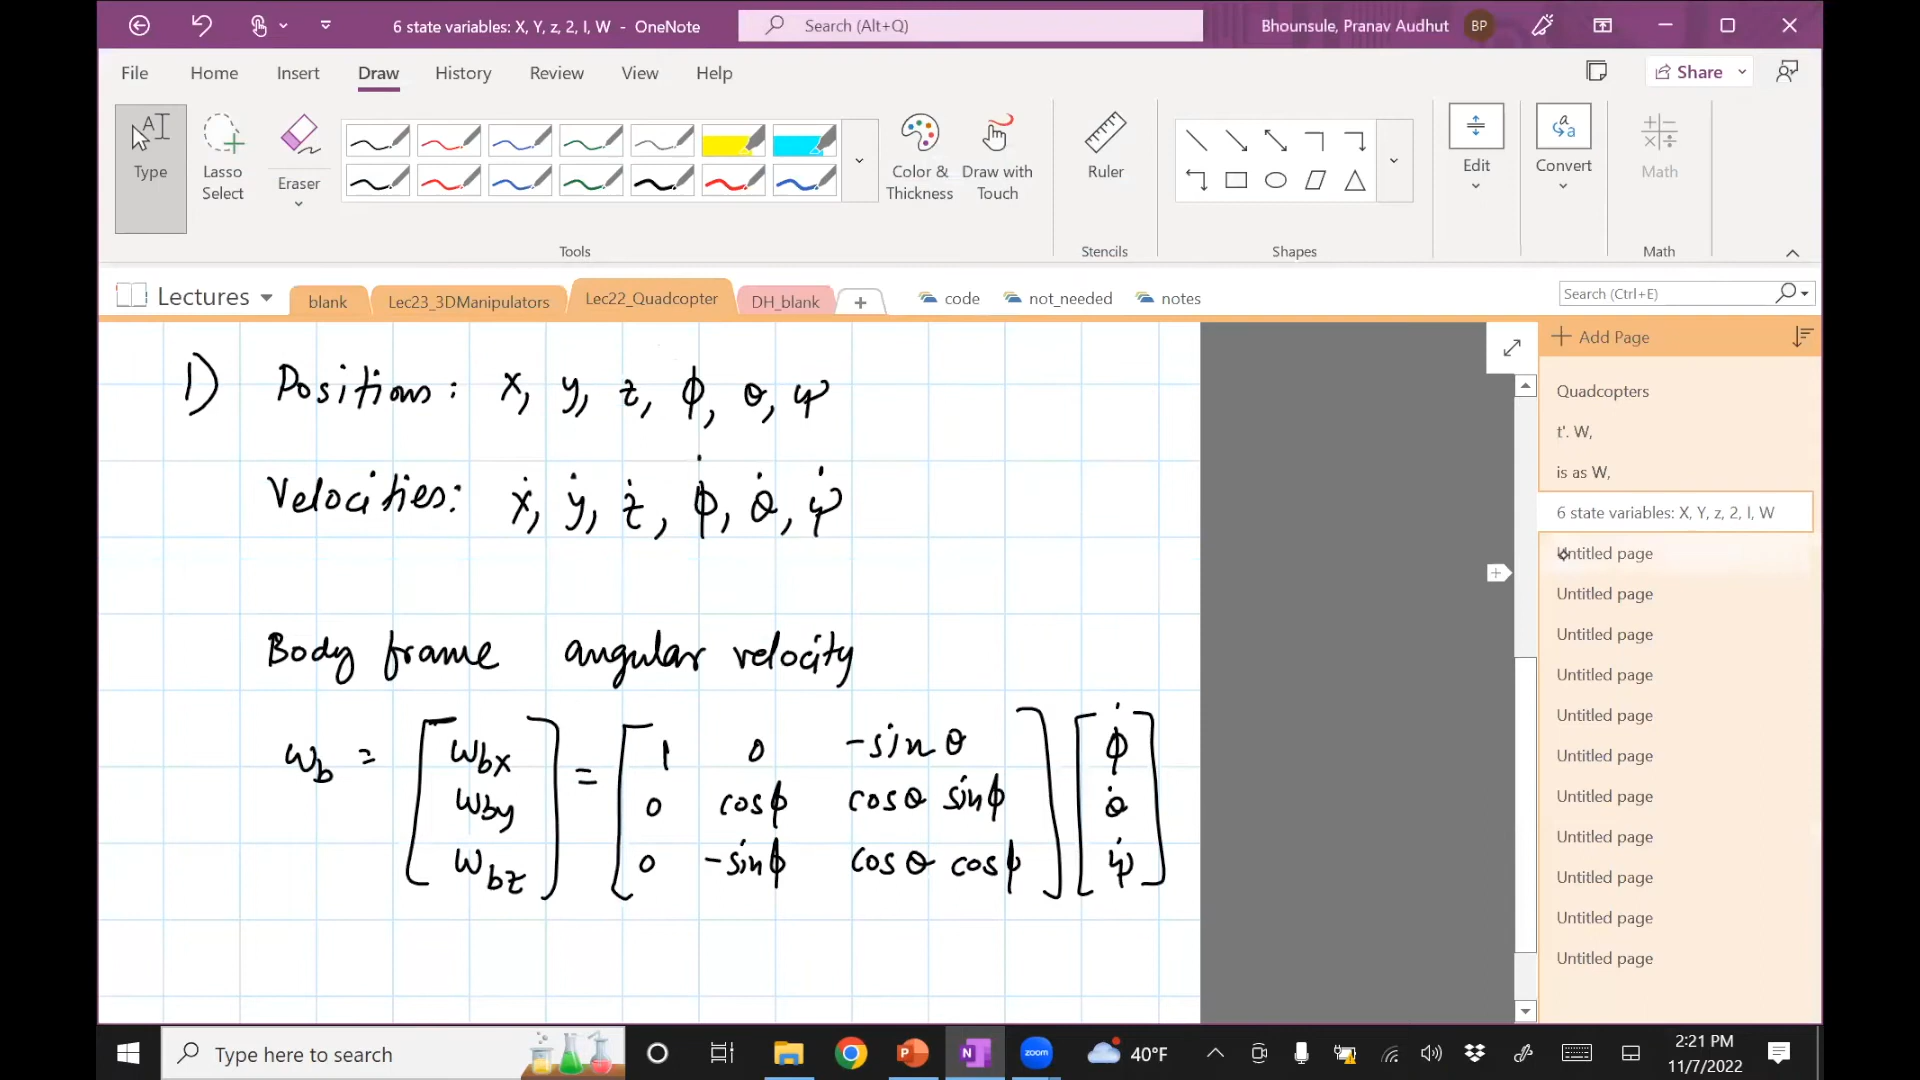 6 state variables: X, Y, z, 2, I, W - OneNote
Search (Alt+Q)
Bhounsule, Pranav Audhut
BP
File Home Insert Draw History Review View Help
Share
Type
Lasso Select
Eraser
Color & Thickness
Draw with Touch
Ruler
Edit
Convert
Math
Tools
Stencils
Shapes
Math
Lectures
blank
Lec23_3DManipulators
Lec22_Quadcopter
DH_blank
code
not_needed
notes
Search (Ctrl+E)
Add Page
Quadcopters
t'. W,
is as W,
6 state variables: X, Y, z, 2, I, W
Untitled page
Untitled page
Untitled page
Untitled page
Untitled page
Untitled page
Untitled page
Untitled page
Untitled page
Untitled page
Untitled page
1) Positions: x, y, z, ϕ, θ, ψ
Velocities: ẋ, ẏ, ż, ϕ̇, θ̇, ψ̇
Body frame angular velocity
ω_b = [ω_bx ω_by ω_bz] = [1 0 -sinθ
0 cosϕ cosθ sinϕ
0 -sinϕ cosθ cosϕ] [ϕ̇ θ̇ ψ̇]
Type here to search
zoom
40°F
2:21 PM
11/7/2022